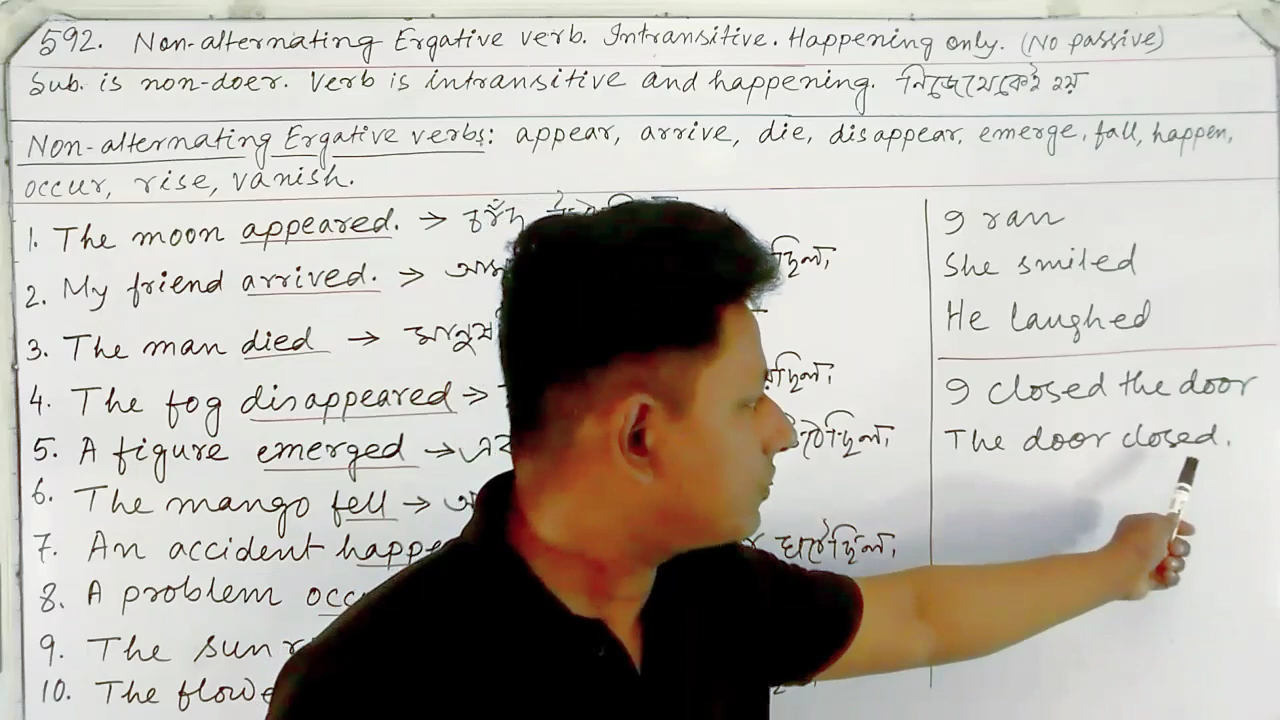 592. Non-alternating Ergative verb. Intransitive. Happening only. (No passive)
Sub. is non-doer. Verb is intransitive and happening. নিজে থেকেই হয়
Non-alternating Ergative verbs: appear, arrive, die, disappear, emerge, fall, happen,
occur, rise, vanish.
1. The moon appeared. →
2. My friend arrived. →
3. The man died → মানুষ
4. The fog disappeared →
5. A figure emerged →
6. The mango fell →
7. An accident happe ঘটেছিল।
8. A problem occ
9. The sun r
10. The flowe
I ran
She smiled
He laughed
I closed the door
The door closed.